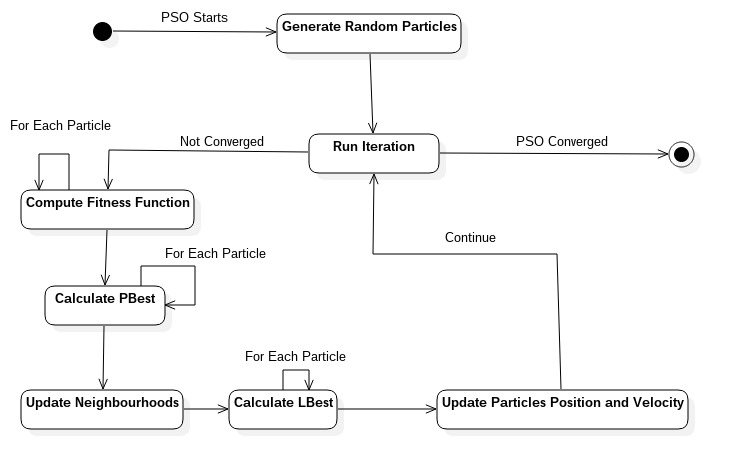 PSO Starts
Generate Random Particles
For Each Particle
Not Converged
Run Iteration
PSO Converged
Compute Fitness Function
Continue
For Each Particle
Calculate PBest
For Each Particle
Update Neighbourhoods
Calculate LBest
Update Particles Position and Velocity